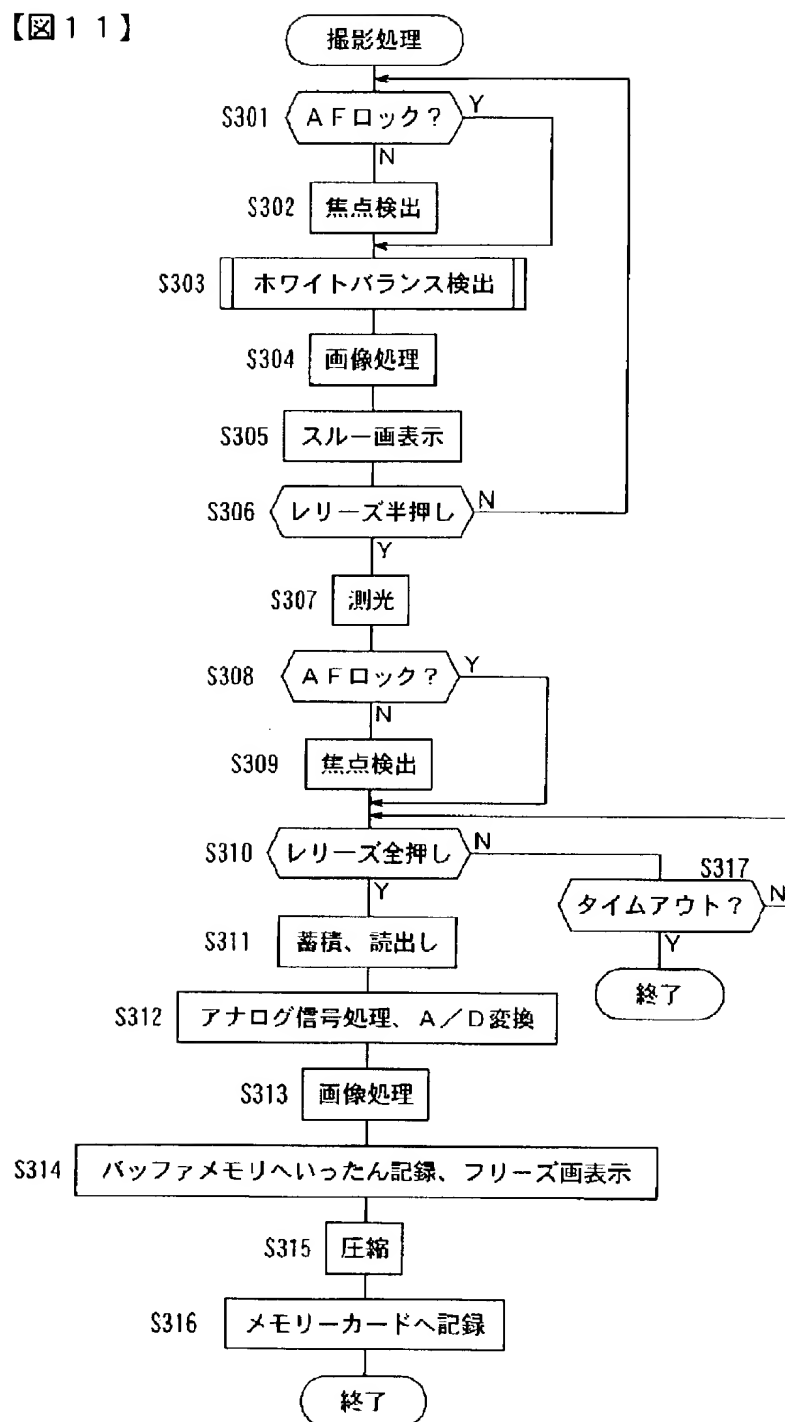 【図11】
撮影処理
S301 AFロック? Y
N
S302 焦点検出
S303 ホワイトバランス検出
S304 画像処理
S305 スルー画表示
S306 レリーズ半押し N
Y
S307 測光
S308 AFロック? Y
N
S309 焦点検出
S310 レリーズ全押し N
Y
S317
タイムアウト? N
Y
終了
S311 蓄積、読出し
S312 アナログ信号処理、A/D変換
S313 画像処理
S314 バッファメモリへいったん記録、フリーズ画表示
S315 圧縮
S316 メモリーカードへ記録
終了